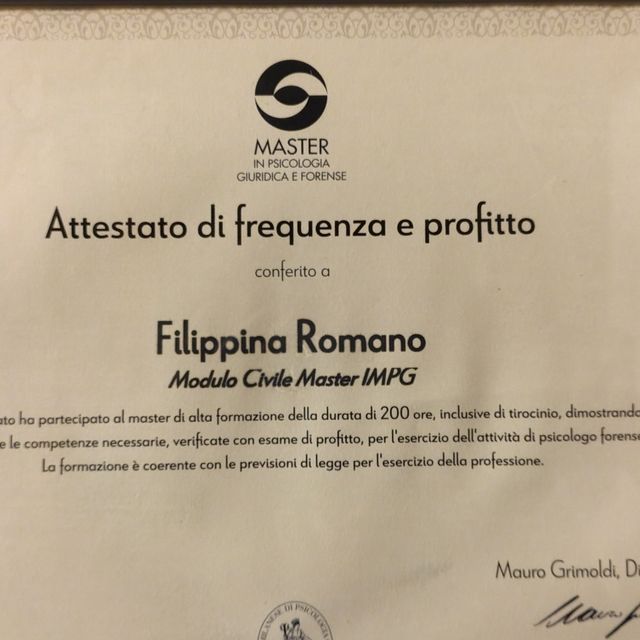 MASTER
IN PSICOLOGIA
GIURIDICA E FORENSE
Attestato di frequenza e profitto
conferito a
Filippina Romano
Modulo Civile Master IMPG
ha partecipato al master di alta formazione della durata di 200 ore, inclusive di tirocinio, dimostrando
e le competenze necessarie, verificate con esame di profitto, per l'esercizio dell'attività di psicologo forense
La formazione è coerente con le previsioni di legge per l'esercizio della professione.
Mauro Grimoldi,
DI PSICOLOGIA